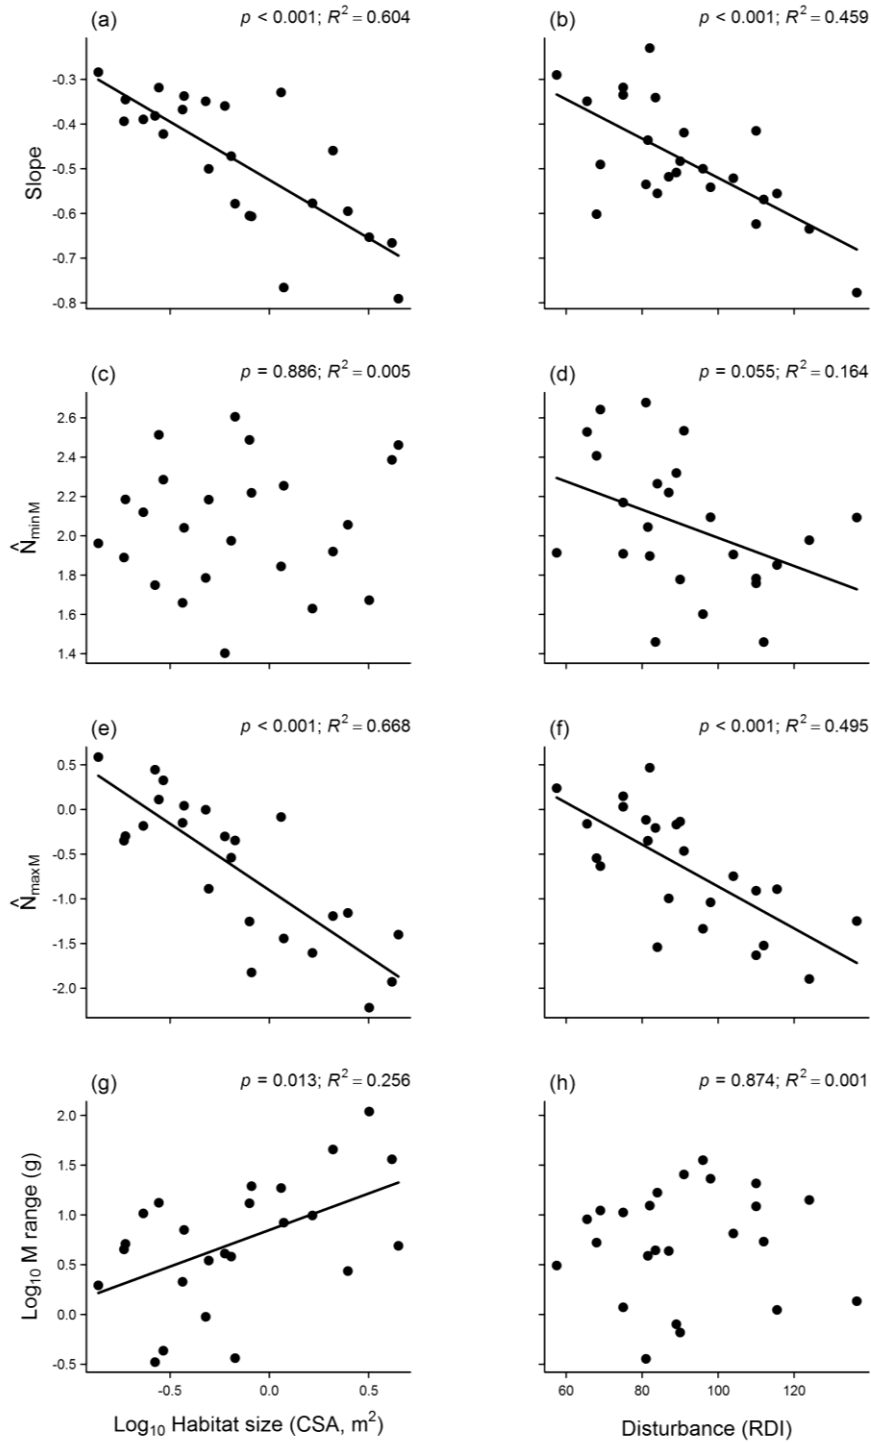 (a) p < 0.001; R² = 0.604
(b) p < 0.001; R² = 0.459
Slope
-0.3
-0.4
-0.5
-0.6
-0.7
-0.8
(c) p = 0.886; R² = 0.005
(d) p = 0.055; R² = 0.164
N̂minM
2.6
2.4
2.2
2.0
1.8
1.6
1.4
(e) p < 0.001; R² = 0.668
(f) p < 0.001; R² = 0.495
N̂maxM
0.5
0.0
-0.5
-1.0
-1.5
-2.0
(g) p = 0.013; R² = 0.256
(h) p = 0.874; R² = 0.001
Log₁₀ M range (g)
2.0
1.5
1.0
0.5
0.0
-0.5
-0.5 0.0 0.5
60 80 100 120
Log₁₀ Habitat size (CSA, m²)
Disturbance (RDI)